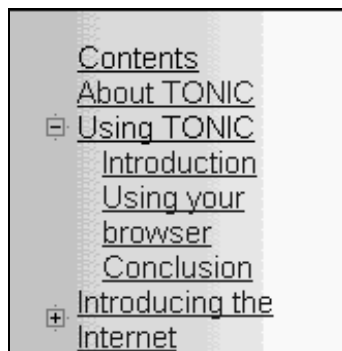 Contents
About TONIC
Using TONIC
Introduction
Using your
browser
Conclusion
Introducing the
Internet